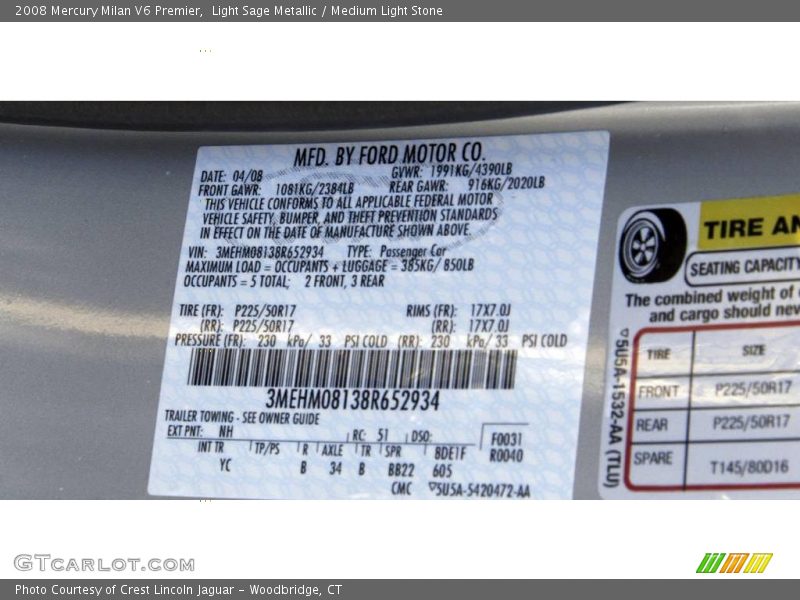 2008 Mercury Milan V6 Premier,  Light Sage Metallic / Medium Light Stone
MFD. BY FORD MOTOR CO.
DATE: 04/08 GVWR: 1991KG/4390LB
FRONT GAWR: 1081KG/2384LB REAR GAWR: 916KG/2020LB
THIS VEHICLE CONFORMS TO ALL APPLICABLE FEDERAL MOTOR
VEHICLE SAFETY, BUMPER, AND THEFT PREVENTION STANDARDS
IN EFFECT ON THE DATE OF MANUFACTURE SHOWN ABOVE.
VIN: 3MEHM08138R652934 TYPE: Passenger Car
MAXIMUM LOAD = OCCUPANTS + LUGGAGE = 385KG/ 850LB
OCCUPANTS = 5 TOTAL; 2 FRONT, 3 REAR
TIRE (FR): P225/50R17 RIMS (FR): 17X7.0J
(RR): P225/50R17 (RR): 17X7.0J
PRESSURE (FR): 230 kPa/ 33 PSI COLD (RR): 230 kPa/ 33 PSI COLD
3MEHM08138R652934
TRAILER TOWING - SEE OWNER GUIDE
EXT PNT: NH RC: 51 DSO: F0031
INT TR TP/PS R AXLE TR SPR BDE1F R0040
YC B 34 B BB22 605
CMC 5U5A-5420472-AA
TIRE AN
SEATING CAPACITY
The combined weight of
and cargo should nev
5U5A-1532-AA (TLU)
TIRE SIZE
FRONT P225/50R17
REAR P225/50R17
SPARE T145/80D16
GTCARLOT.COM
Photo Courtesy of Crest Lincoln Jaguar - Woodbridge, CT